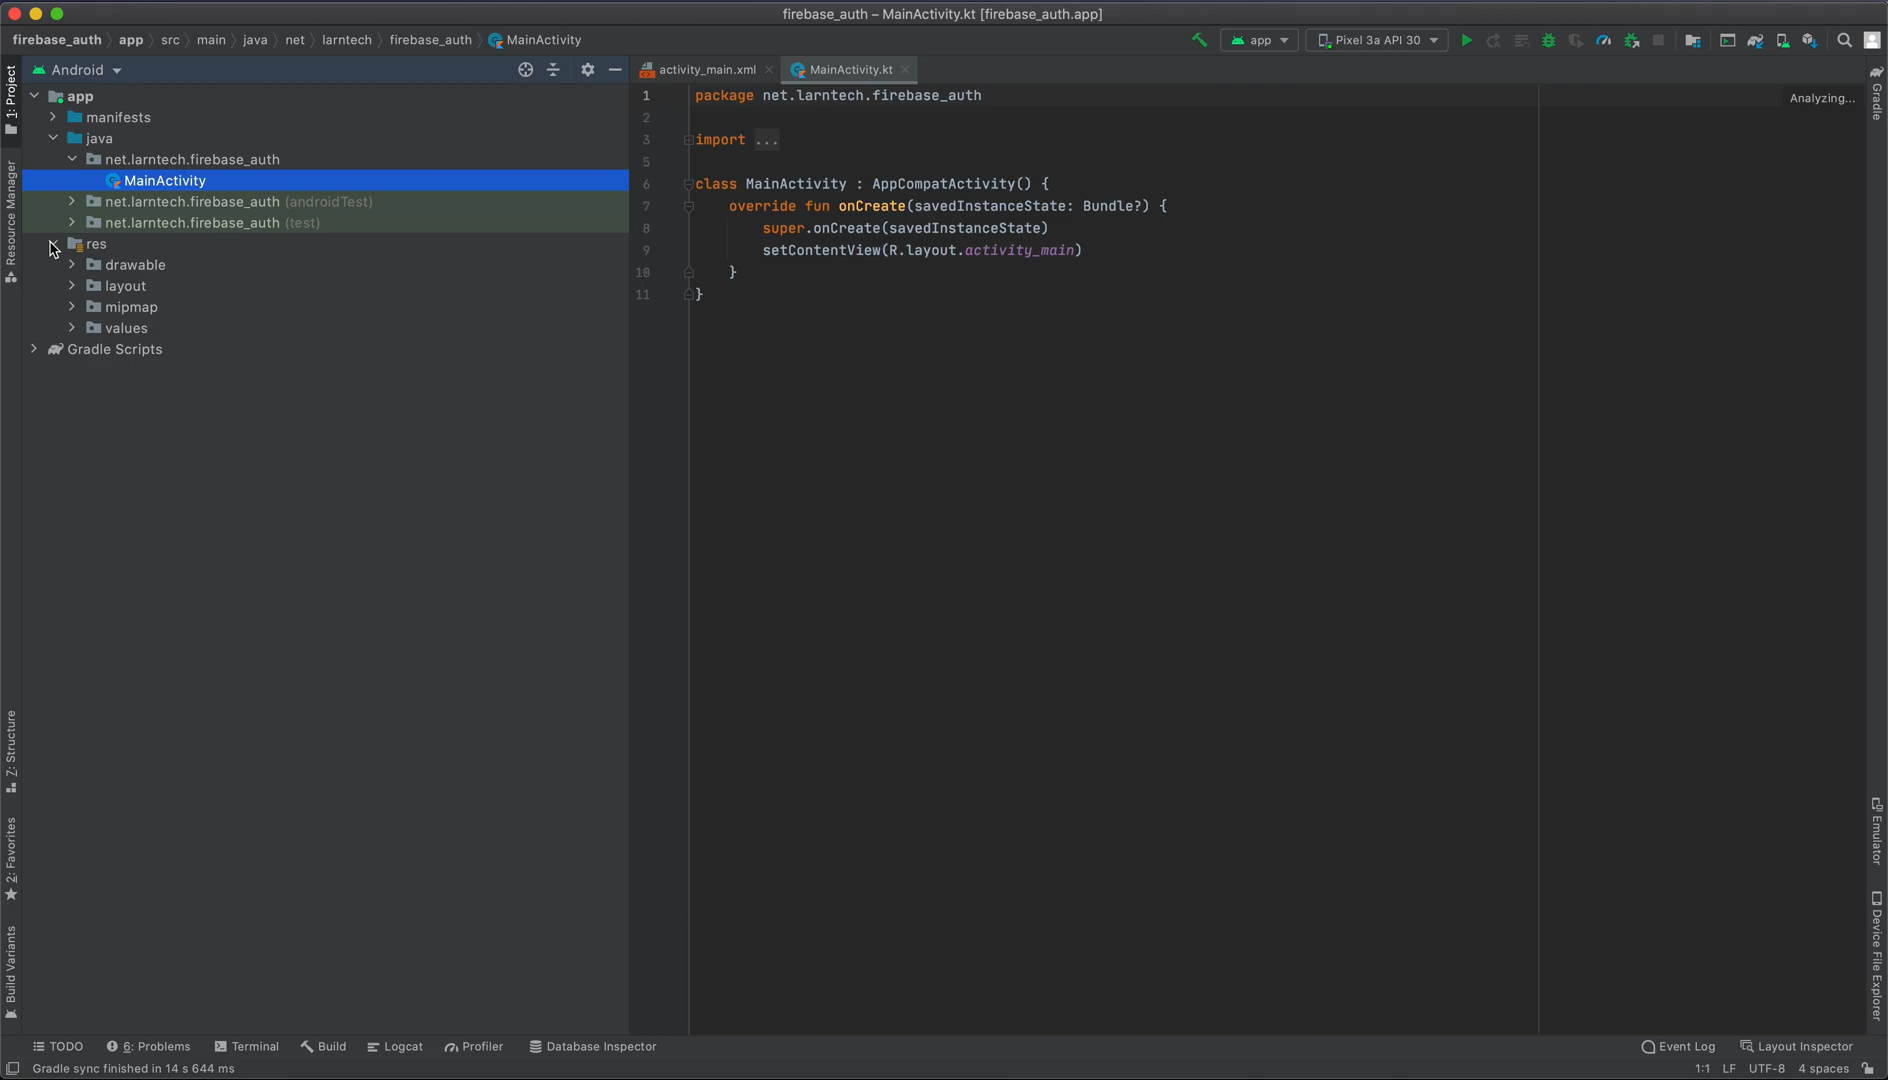 firebase_auth – MainActivity.kt [firebase_auth.app]
firebase_auth app src main java net larntech firebase_auth MainActivity
app Pixel 3a API 30
Android
activity_main.xml MainActivity.kt
1: Project
Resource Manager
Z: Structure
2: Favorites
Build Variants
app
manifests
java
net.larntech.firebase_auth
MainActivity
net.larntech.firebase_auth (androidTest)
net.larntech.firebase_auth (test)
res
drawable
layout
mipmap
values
Gradle Scripts
1 package net.larntech.firebase_auth
2
3 import ...
5
6 class MainActivity : AppCompatActivity() {
7 override fun onCreate(savedInstanceState: Bundle?) {
8 super.onCreate(savedInstanceState)
9 setContentView(R.layout.activity_main)
10 }
11 }
Analyzing...
Gradle
Emulator
Device File Explorer
TODO 6: Problems Terminal Build Logcat Profiler Database Inspector Event Log Layout Inspector
Gradle sync finished in 14 s 644 ms 1:1 LF UTF-8 4 spaces